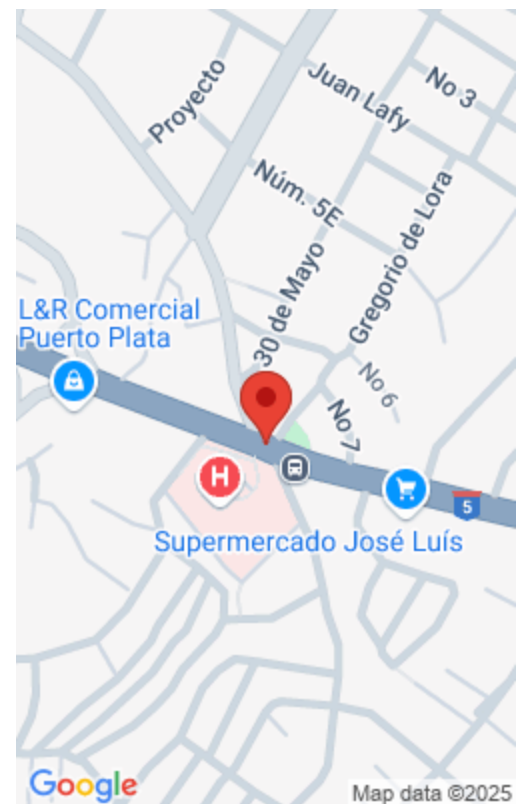 Proyecto
Juan Lafy
No 3
Núm. 5E
Gregorio de Lora
30 de Mayo
L&R Comercial
Puerto Plata
No 6
No 7
H
5
Supermercado José Luís
Google
Map data ©2025